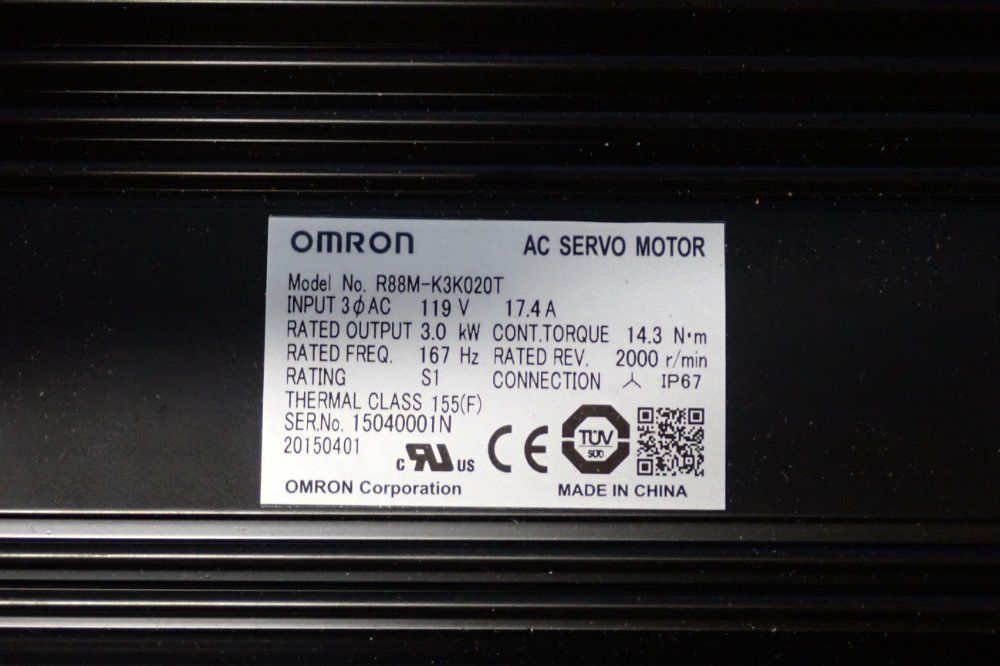 OMRON AC SERVO MOTOR
Model No. R88M-K3K020T
INPUT 3ϕAC 119 V 17.4 A
RATED OUTPUT 3.0 kW CONT.TORQUE 14.3 N·m
RATED FREQ. 167 Hz RATED REV. 2000 r/min
RATING S1 CONNECTION ⅄ IP67
THERMAL CLASS 155(F)
SER.No. 15040001N
20150401
c RU US CE TÜV SÜD
OMRON Corporation MADE IN CHINA